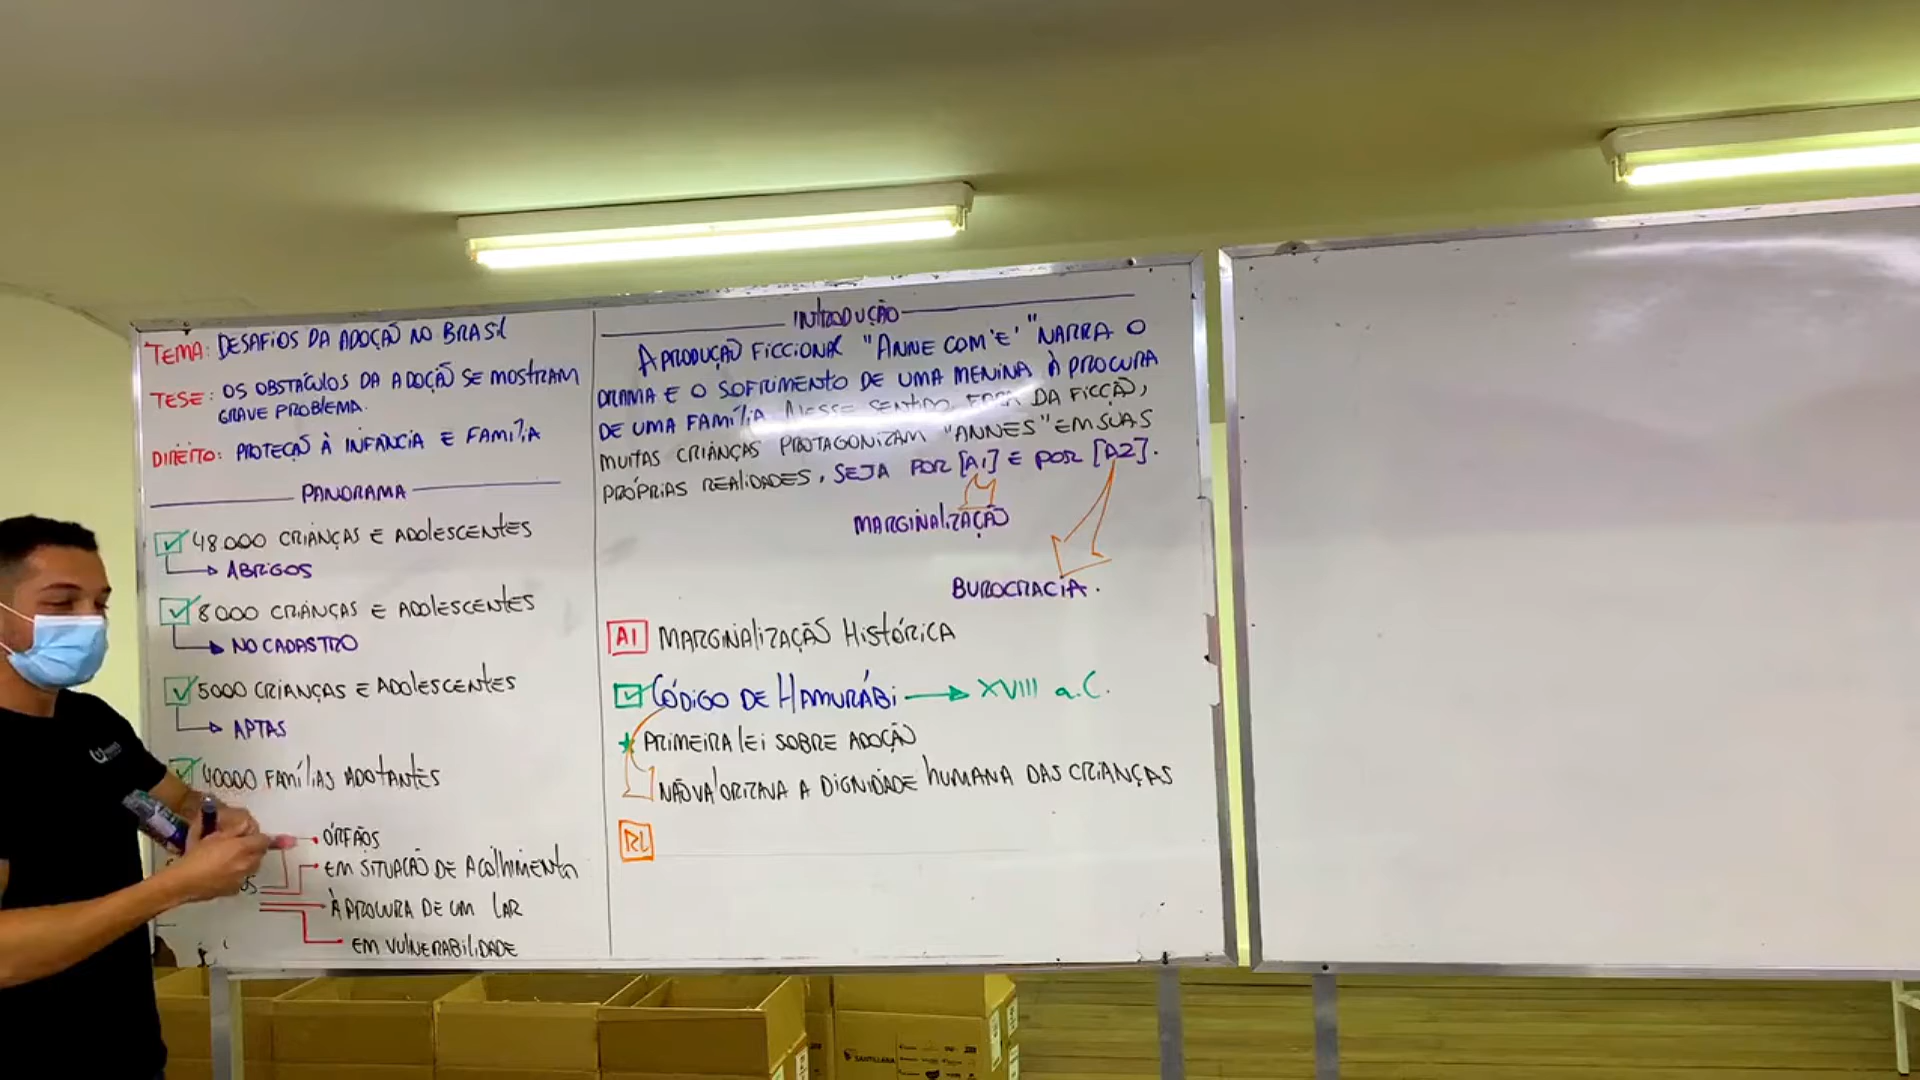 TEMA: DESAFIOS DA ADOÇÃO NO BRASIL
TESE: OS OBSTÁCULOS DA ADOÇÃO SE MOSTRAM
GRAVE PROBLEMA.
DIREITO: PROTEÇÃO À INFÂNCIA E FAMÍLIA
PANORAMA
48.000 CRIANÇAS E ADOLESCENTES
ABRIGOS
8000 CRIANÇAS E ADOLESCENTES
NO CADASTRO
5000 CRIANÇAS E ADOLESCENTES
APTAS
40000 FAMÍLIAS ADOTANTES
ÓRFÃOS
EM SITUAÇÃO DE ACOLHIMENTO
À PROCURA DE UM LAR
EM VULNERABILIDADE
INTRODUÇÃO
A PRODUÇÃO FICCIONAL "ANNE COM 'E'" NARRA O
DRAMA E O SOFRIMENTO DE UMA MENINA À PROCURA
DE UMA FAMÍLIA. NESSE SENTIDO, FORA DA FICÇÃO,
MUITAS CRIANÇAS PROTAGONIZAM "ANNES" EM SUAS
PRÓPRIAS REALIDADES, SEJA POR [A1] E POR [A2].
MARGINALIZAÇÃO
BUROCRACIA.
A1 MARGINALIZAÇÃO HISTÓRICA
CÓDIGO DE HAMURÁBI → XVIII a.C.
PRIMEIRA LEI SOBRE ADOÇÃO
NÃO VALORIZAVA A DIGNIDADE HUMANA DAS CRIANÇAS
RL
SANTILLANA